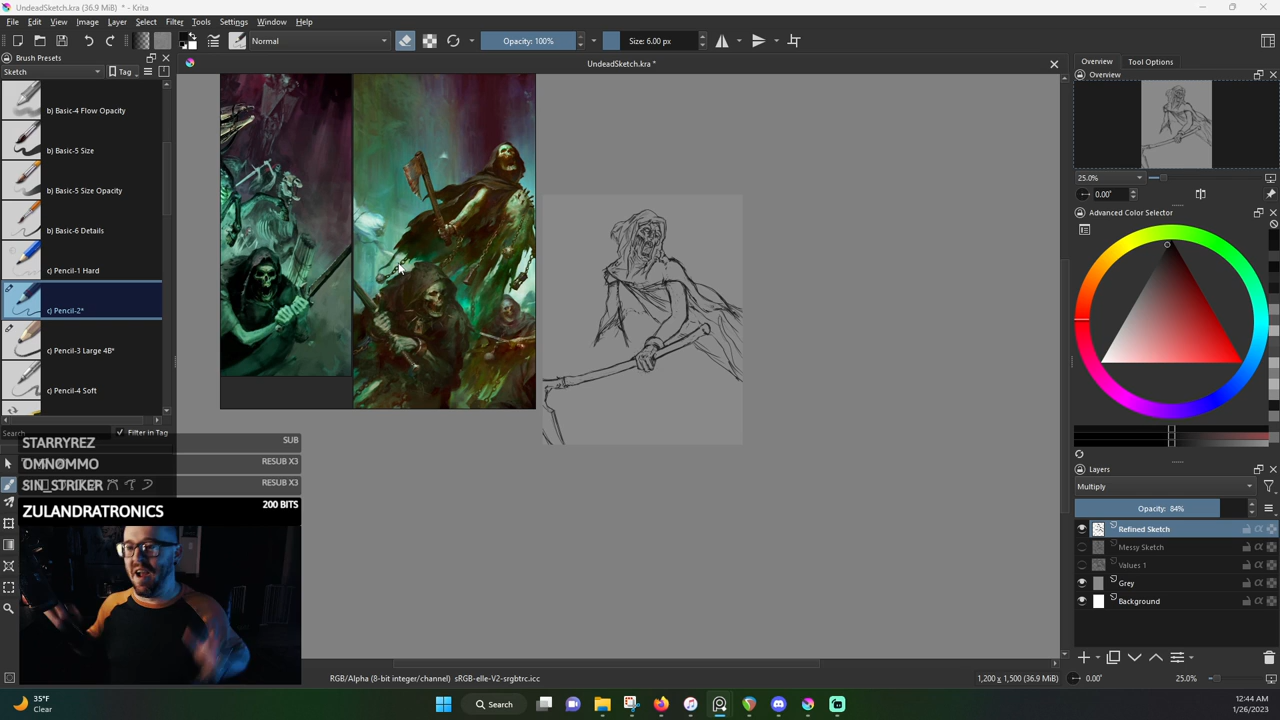 UndeadSketch.kra (36.9 MiB) * - Krita
File Edit View Image Layer Filter Tools Settings Window Help
Normal
Opacity: 100%
Size: 6.00 px
Brush Presets
UndeadSketch.kra *
Overview Tool Options
Sketch
Tag
Overview
b) Basic-4 Flow Opacity
b) Basic-5 Size
b) Basic-5 Size Opacity
b) Basic-6 Details
c) Pencil-1 Hard
c) Pencil-2*
c) Pencil-3 Large 4B*
c) Pencil-4 Soft
25.0%
0.00°
Advanced Color Selector
Search
Filter in Tag
STARRYREZ SUB
OMNOMMO RESUB X3
SIN_STRIKER RESUB X3
ZULANDRATRONICS 200 BITS
Layers
Multiply
Opacity: 84%
Refined Sketch
Messy Sketch
Values 1
Grey
Background
RGB/Alpha (8-bit integer/channel) sRGB-elle-V2-srgbtrc.icc
1,200 x 1,500 (36.9 MiB)
0.00°
25.0%
35°F
Clear
Search
12:44 AM
1/26/2023